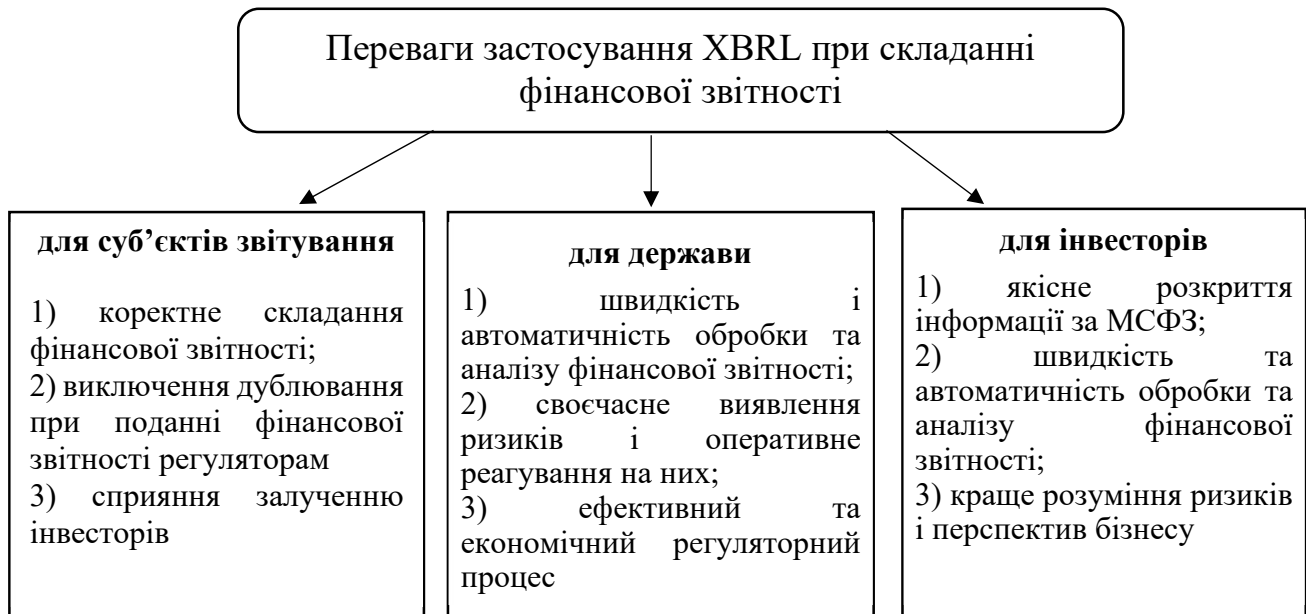 Переваги застосування XBRL при складанні
фінансової звітності
для суб’єктів звітування
1) коректне складання
фінансової звітності;
2) виключення дублювання
при поданні фінансової
звітності регуляторам
3) сприяння залученню
інвесторів
для держави
1) швидкість і
автоматичність обробки та
аналізу фінансової звітності;
2) своєчасне виявлення
ризиків і оперативне
реагування на них;
3) ефективний та
економічний регуляторний
процес
для інвесторів
1) якісне розкриття
інформації за МСФЗ;
2) швидкість та
автоматичність обробки та
аналізу фінансової
звітності;
3) краще розуміння ризиків
і перспектив бізнесу